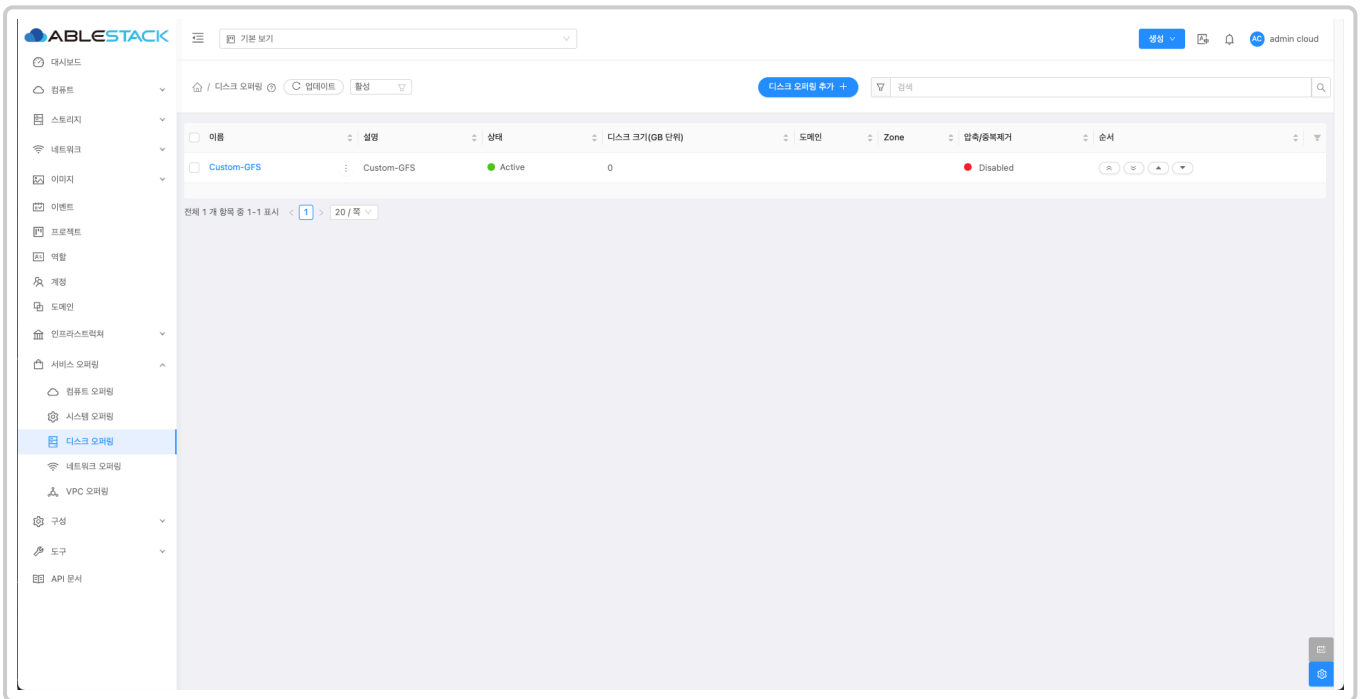 ABLESTACK
기본 보기
생성
AC admin cloud
대시보드
컴퓨트
스토리지
네트워크
이미지
이벤트
프로젝트
역할
계정
도메인
인프라스트럭쳐
서비스 오퍼링
컴퓨트 오퍼링
시스템 오퍼링
디스크 오퍼링
네트워크 오퍼링
VPC 오퍼링
구성
도구
API 문서
/ 디스크 오퍼링 업데이트 활성
디스크 오퍼링 추가 +
검색
이름 설명 상태 디스크 크기(GB 단위) 도메인 Zone 압축/중복제거 순서
Custom-GFS Custom-GFS Active 0 Disabled
전체 1 개 항목 중 1-1 표시 < 1 > 20 / 쪽